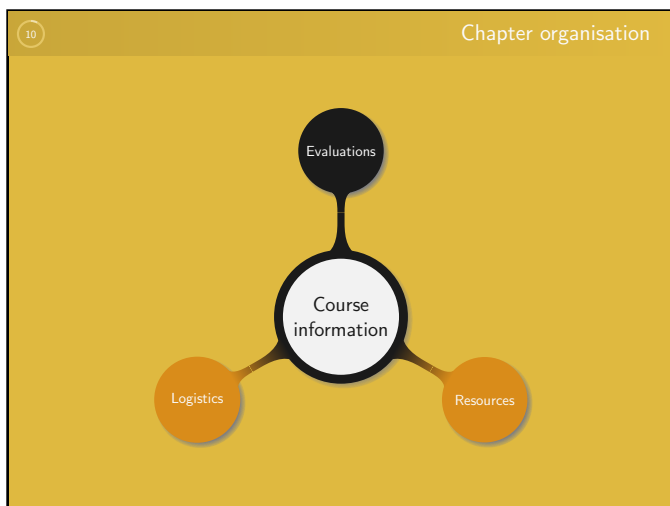 10
Chapter organisation
Evaluations
Course
information
Logistics
Resources